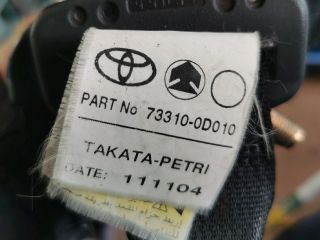 PART No 73310-0D010
TAKATA-PETRI
DATE: 111104